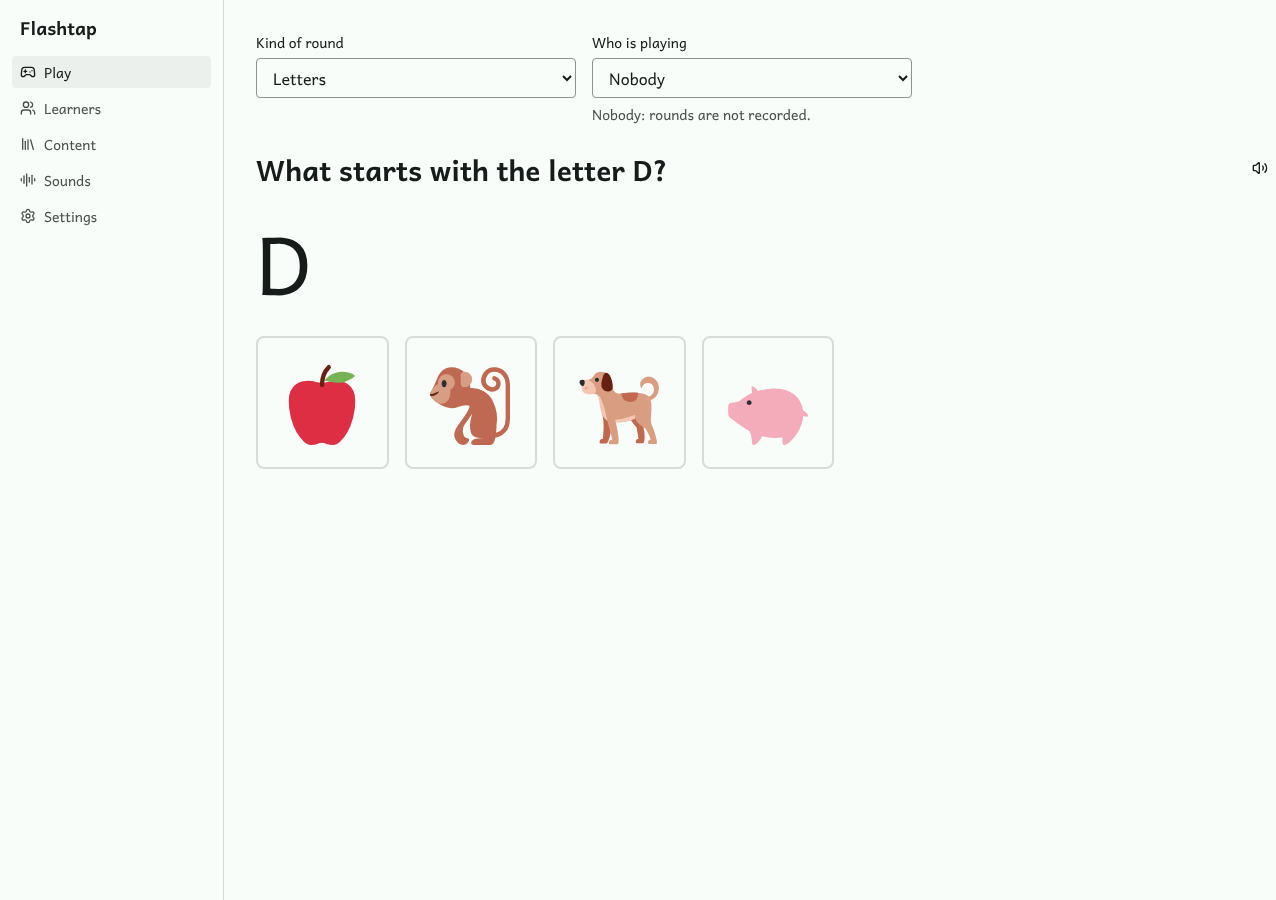 Flashtap
Play
Learners
Content
Sounds
Settings
Kind of round
Who is playing
Letters
Nobody
Nobody: rounds are not recorded.
What starts with the letter D?
D